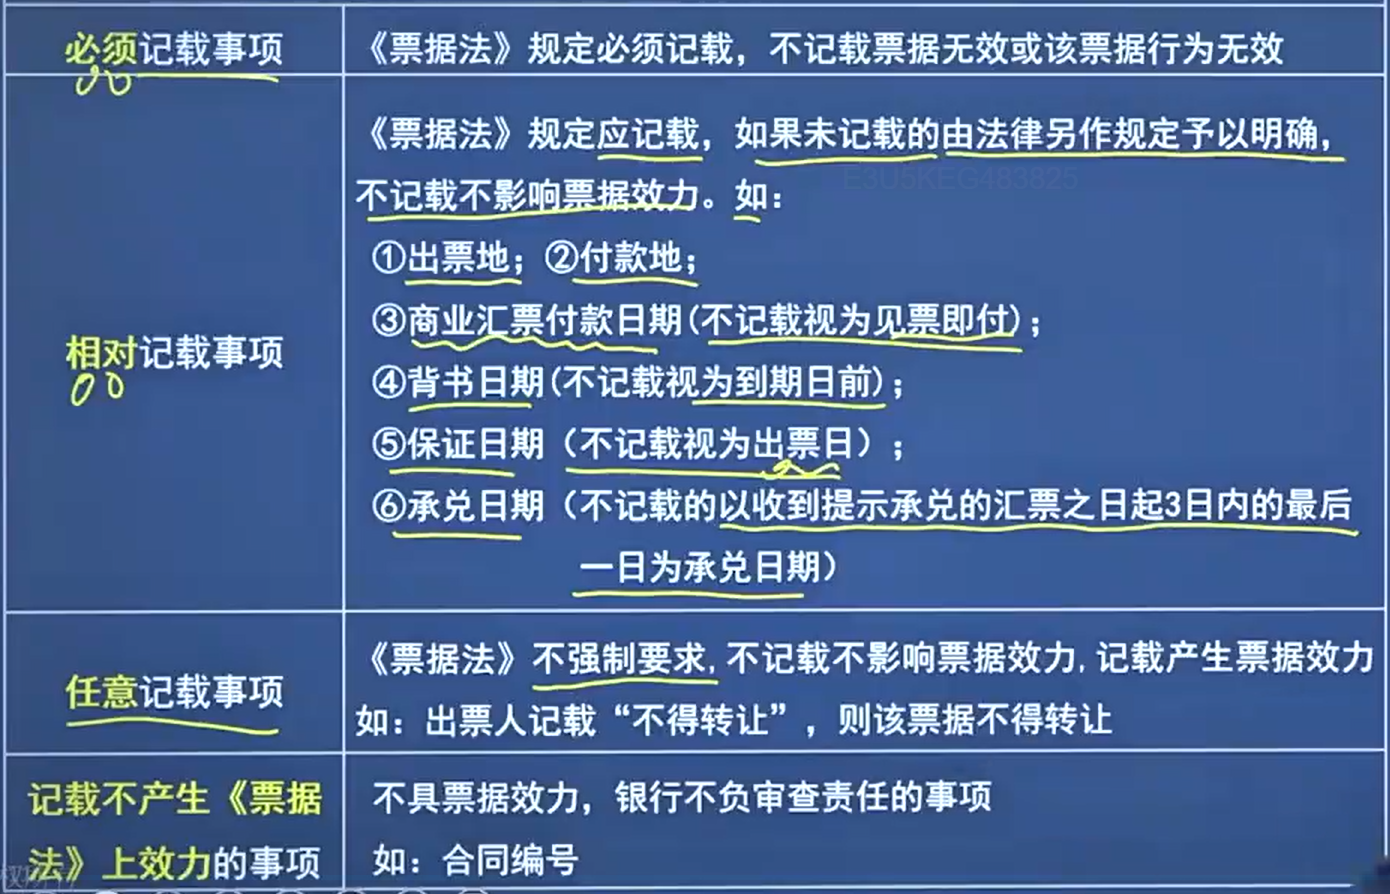 必须记载事项
《票据法》规定必须记载，不记载票据无效或该票据行为无效
相对记载事项
《票据法》规定应记载，如果未记载的由法律另作规定予以明确，
不记载不影响票据效力。如：
①出票地；②付款地；
③商业汇票付款日期(不记载视为见票即付)；
④背书日期(不记载视为到期日前)；
⑤保证日期（不记载视为出票日）；
⑥承兑日期（不记载的以收到提示承兑的汇票之日起3日内的最后
一日为承兑日期）
E3U5KEG483825
任意记载事项
《票据法》不强制要求,不记载不影响票据效力,记载产生票据效力
如：出票人记载“不得转让”，则该票据不得转让
记载不产生《票据
法》上效力的事项
不具票据效力，银行不负审查责任的事项
如：合同编号